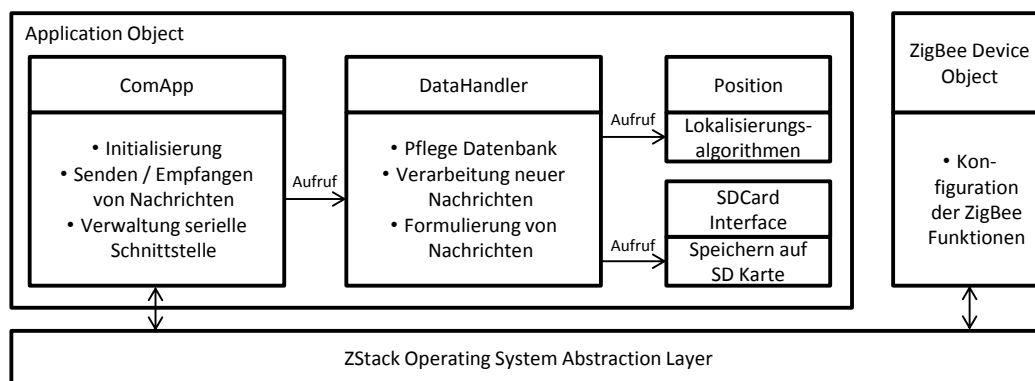 Application Object
ComApp
• Initialisierung
• Senden / Empfangen
von Nachrichten
• Verwaltung serielle
Schnittstelle
Aufruf
DataHandler
• Pflege Datenbank
• Verarbeitung neuer
Nachrichten
• Formulierung von
Nachrichten
Aufruf
Position
Lokalisierungs-
algorithmen
Aufruf
SDCard
Interface
Speichern auf
SD Karte
ZigBee Device
Object
• Kon-
figuration
der ZigBee
Funktionen
ZStack Operating System Abstraction Layer